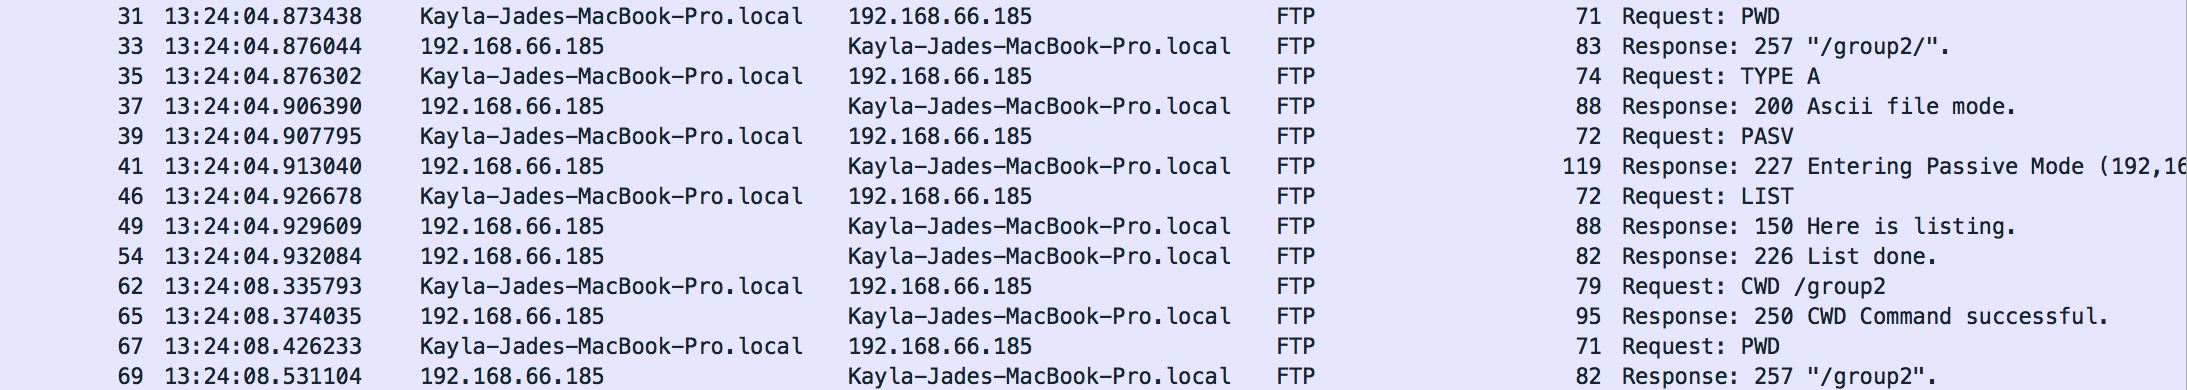 31 13:24:04.873438 Kayla-Jades-MacBook-Pro.local 192.168.66.185 FTP 71 Request: PWD
33 13:24:04.876044 192.168.66.185 Kayla-Jades-MacBook-Pro.local FTP 83 Response: 257 "/group2/".
35 13:24:04.876302 Kayla-Jades-MacBook-Pro.local 192.168.66.185 FTP 74 Request: TYPE A
37 13:24:04.906390 192.168.66.185 Kayla-Jades-MacBook-Pro.local FTP 88 Response: 200 Ascii file mode.
39 13:24:04.907795 Kayla-Jades-MacBook-Pro.local 192.168.66.185 FTP 72 Request: PASV
41 13:24:04.913040 192.168.66.185 Kayla-Jades-MacBook-Pro.local FTP 119 Response: 227 Entering Passive Mode (192,16
46 13:24:04.926678 Kayla-Jades-MacBook-Pro.local 192.168.66.185 FTP 72 Request: LIST
49 13:24:04.929609 192.168.66.185 Kayla-Jades-MacBook-Pro.local FTP 88 Response: 150 Here is listing.
54 13:24:04.932084 192.168.66.185 Kayla-Jades-MacBook-Pro.local FTP 82 Response: 226 List done.
62 13:24:08.335793 Kayla-Jades-MacBook-Pro.local 192.168.66.185 FTP 79 Request: CWD /group2
65 13:24:08.374035 192.168.66.185 Kayla-Jades-MacBook-Pro.local FTP 95 Response: 250 CWD Command successful.
67 13:24:08.426233 Kayla-Jades-MacBook-Pro.local 192.168.66.185 FTP 71 Request: PWD
69 13:24:08.531104 192.168.66.185 Kayla-Jades-MacBook-Pro.local FTP 82 Response: 257 "/group2".